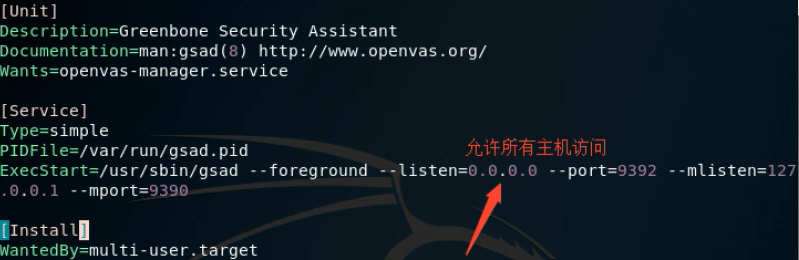 [Unit]
Description=Greenbone Security Assistant
Documentation=man:gsad(8) http://www.openvas.org/
Wants=openvas-manager.service
[Service]
Type=simple
PIDFile=/var/run/gsad.pid
允许所有主机访问
ExecStart=/usr/sbin/gsad --foreground --listen=0.0.0.0 --port=9392 --mlisten=127
.0.0.1 --mport=9390
[Install]
WantedBy=multi-user.target